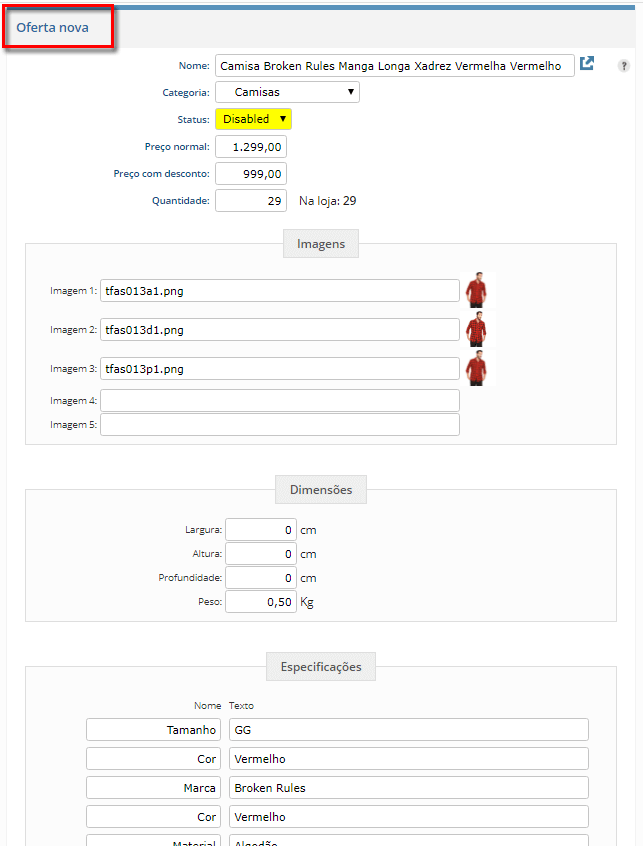 Oferta nova
Nome: Camisa Broken Rules Manga Longa Xadrez Vermelha Vermelho ?
Categoria: Camisas
Status: Disabled
Preço normal: 1.299,00
Preço com desconto: 999,00
Quantidade: 29 Na loja: 29
Imagens
Imagem 1: tfas013a1.png
Imagem 2: tfas013d1.png
Imagem 3: tfas013p1.png
Imagem 4:
Imagem 5:
Dimensões
Largura: 0 cm
Altura: 0 cm
Profundidade: 0 cm
Peso: 0,50 Kg
Especificações
Nome Texto
Tamanho GG
Cor Vermelho
Marca Broken Rules
Cor Vermelho
Material Algodão